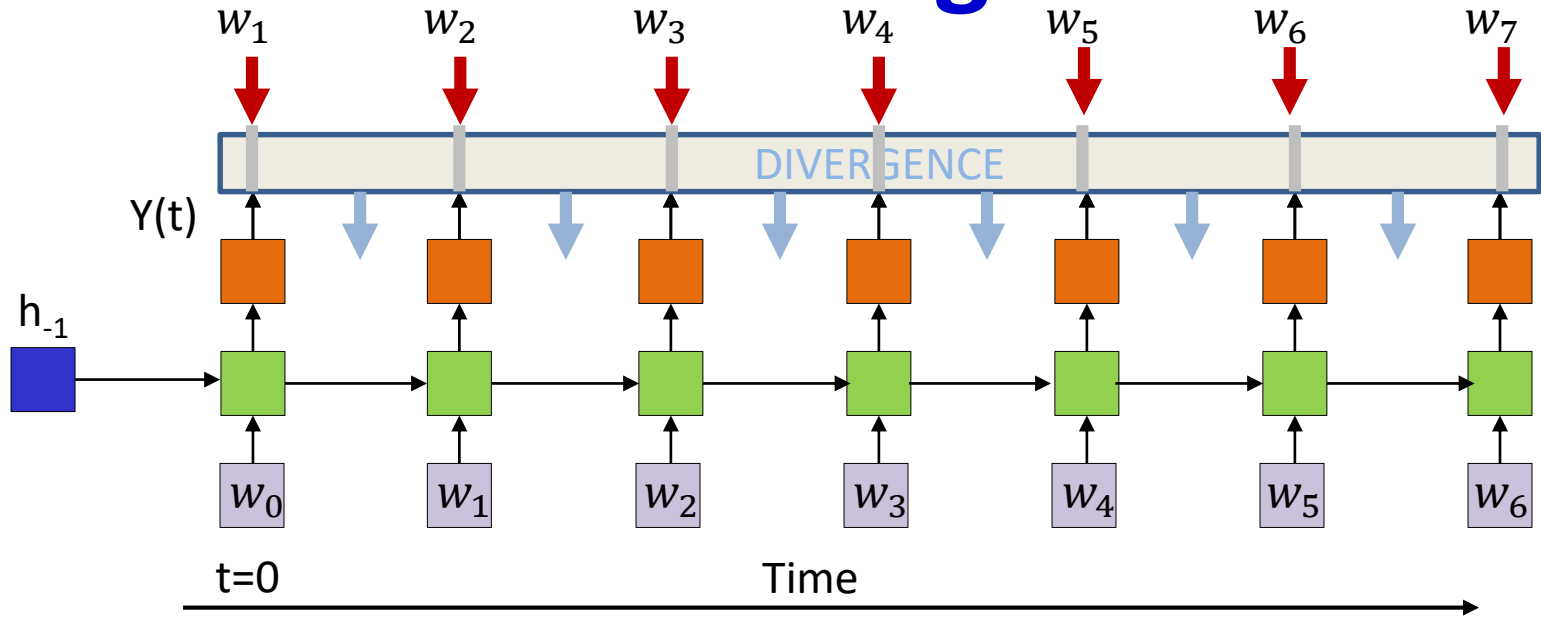 w₁ w₂ w₃ w₄ w₅ w₆ w₇
DIVERGENCE
Y(t)
h₋₁
w₀ w₁ w₂ w₃ w₄ w₅ w₆
t=0 Time